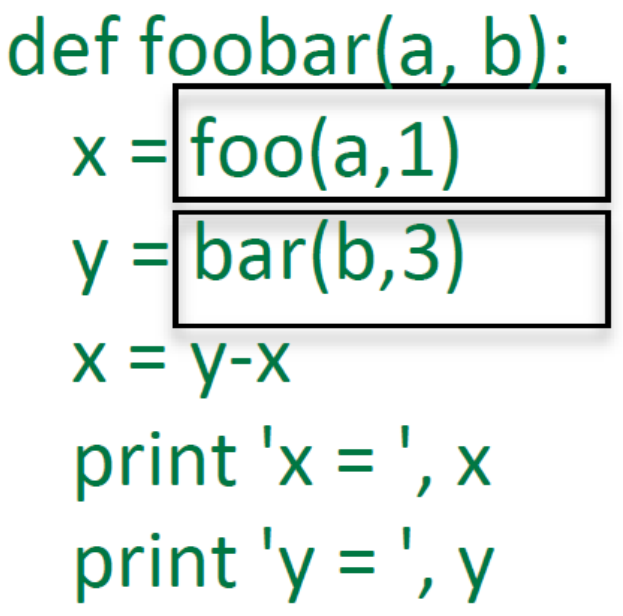 def foobar(a, b):
x = foo(a,1)
y = bar(b,3)
x = y-x
print 'x = ', x
print 'y = ', y